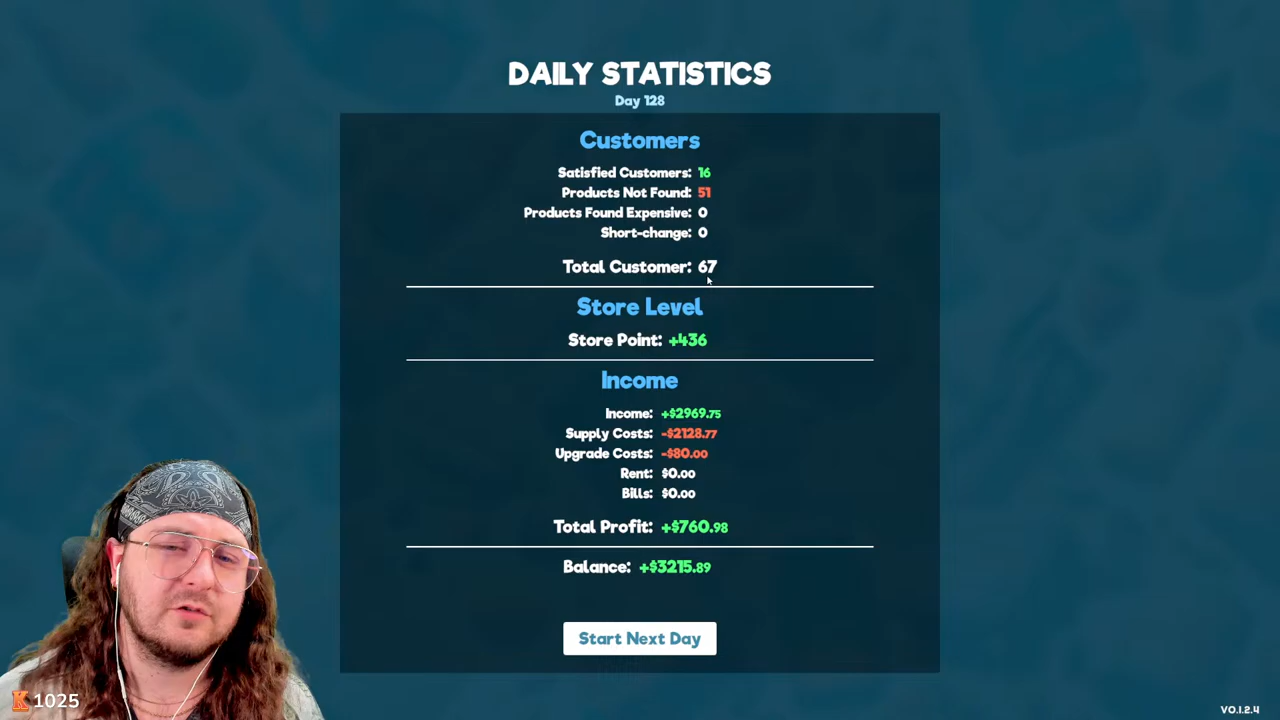 DAILY STATISTICS
Day 128
Customers
Satisfied Customers: 16
Products Not Found: 51
Products Found Expensive: 0
Short-change: 0
Total Customer: 67
Store Level
Store Point: +436
Income
Income: +$2969.75
Supply Costs: -$2128.77
Upgrade Costs: -$80.00
Rent: $0.00
Bills: $0.00
Total Profit: +$760.98
Balance: +$3215.89
Start Next Day
K 1025
V0.1.2.4